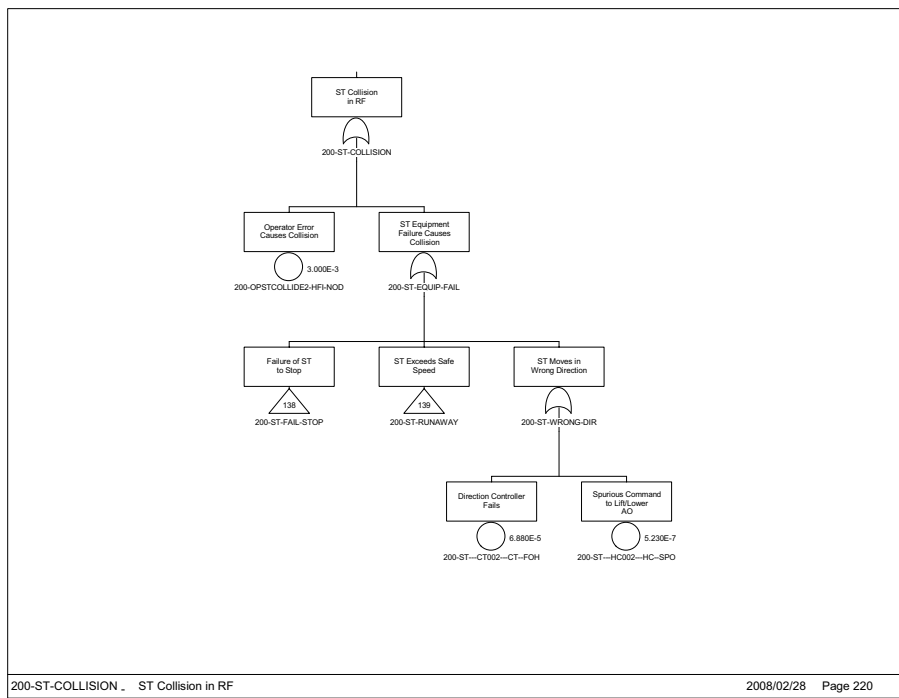 ST Collision
in RF
200-ST-COLLISION
Operator Error
Causes Collision
3.000E-3
200-OPSTCOLLIDE2-HFI-NOD
ST Equipment
Failure Causes
Collision
200-ST-EQUIP-FAIL
Failure of ST
to Stop
138
200-ST-FAIL-STOP
ST Exceeds Safe
Speed
139
200-ST-RUNAWAY
ST Moves in
Wrong Direction
200-ST-WRONG-DIR
Direction Controller
Fails
6.880E-5
200-ST---CT002---CT--FOH
Spurious Command
to Lift/Lower
AO
5.230E-7
200-ST---HC002---HC--SPO
200-ST-COLLISION - ST Collision in RF
2008/02/28 Page 220